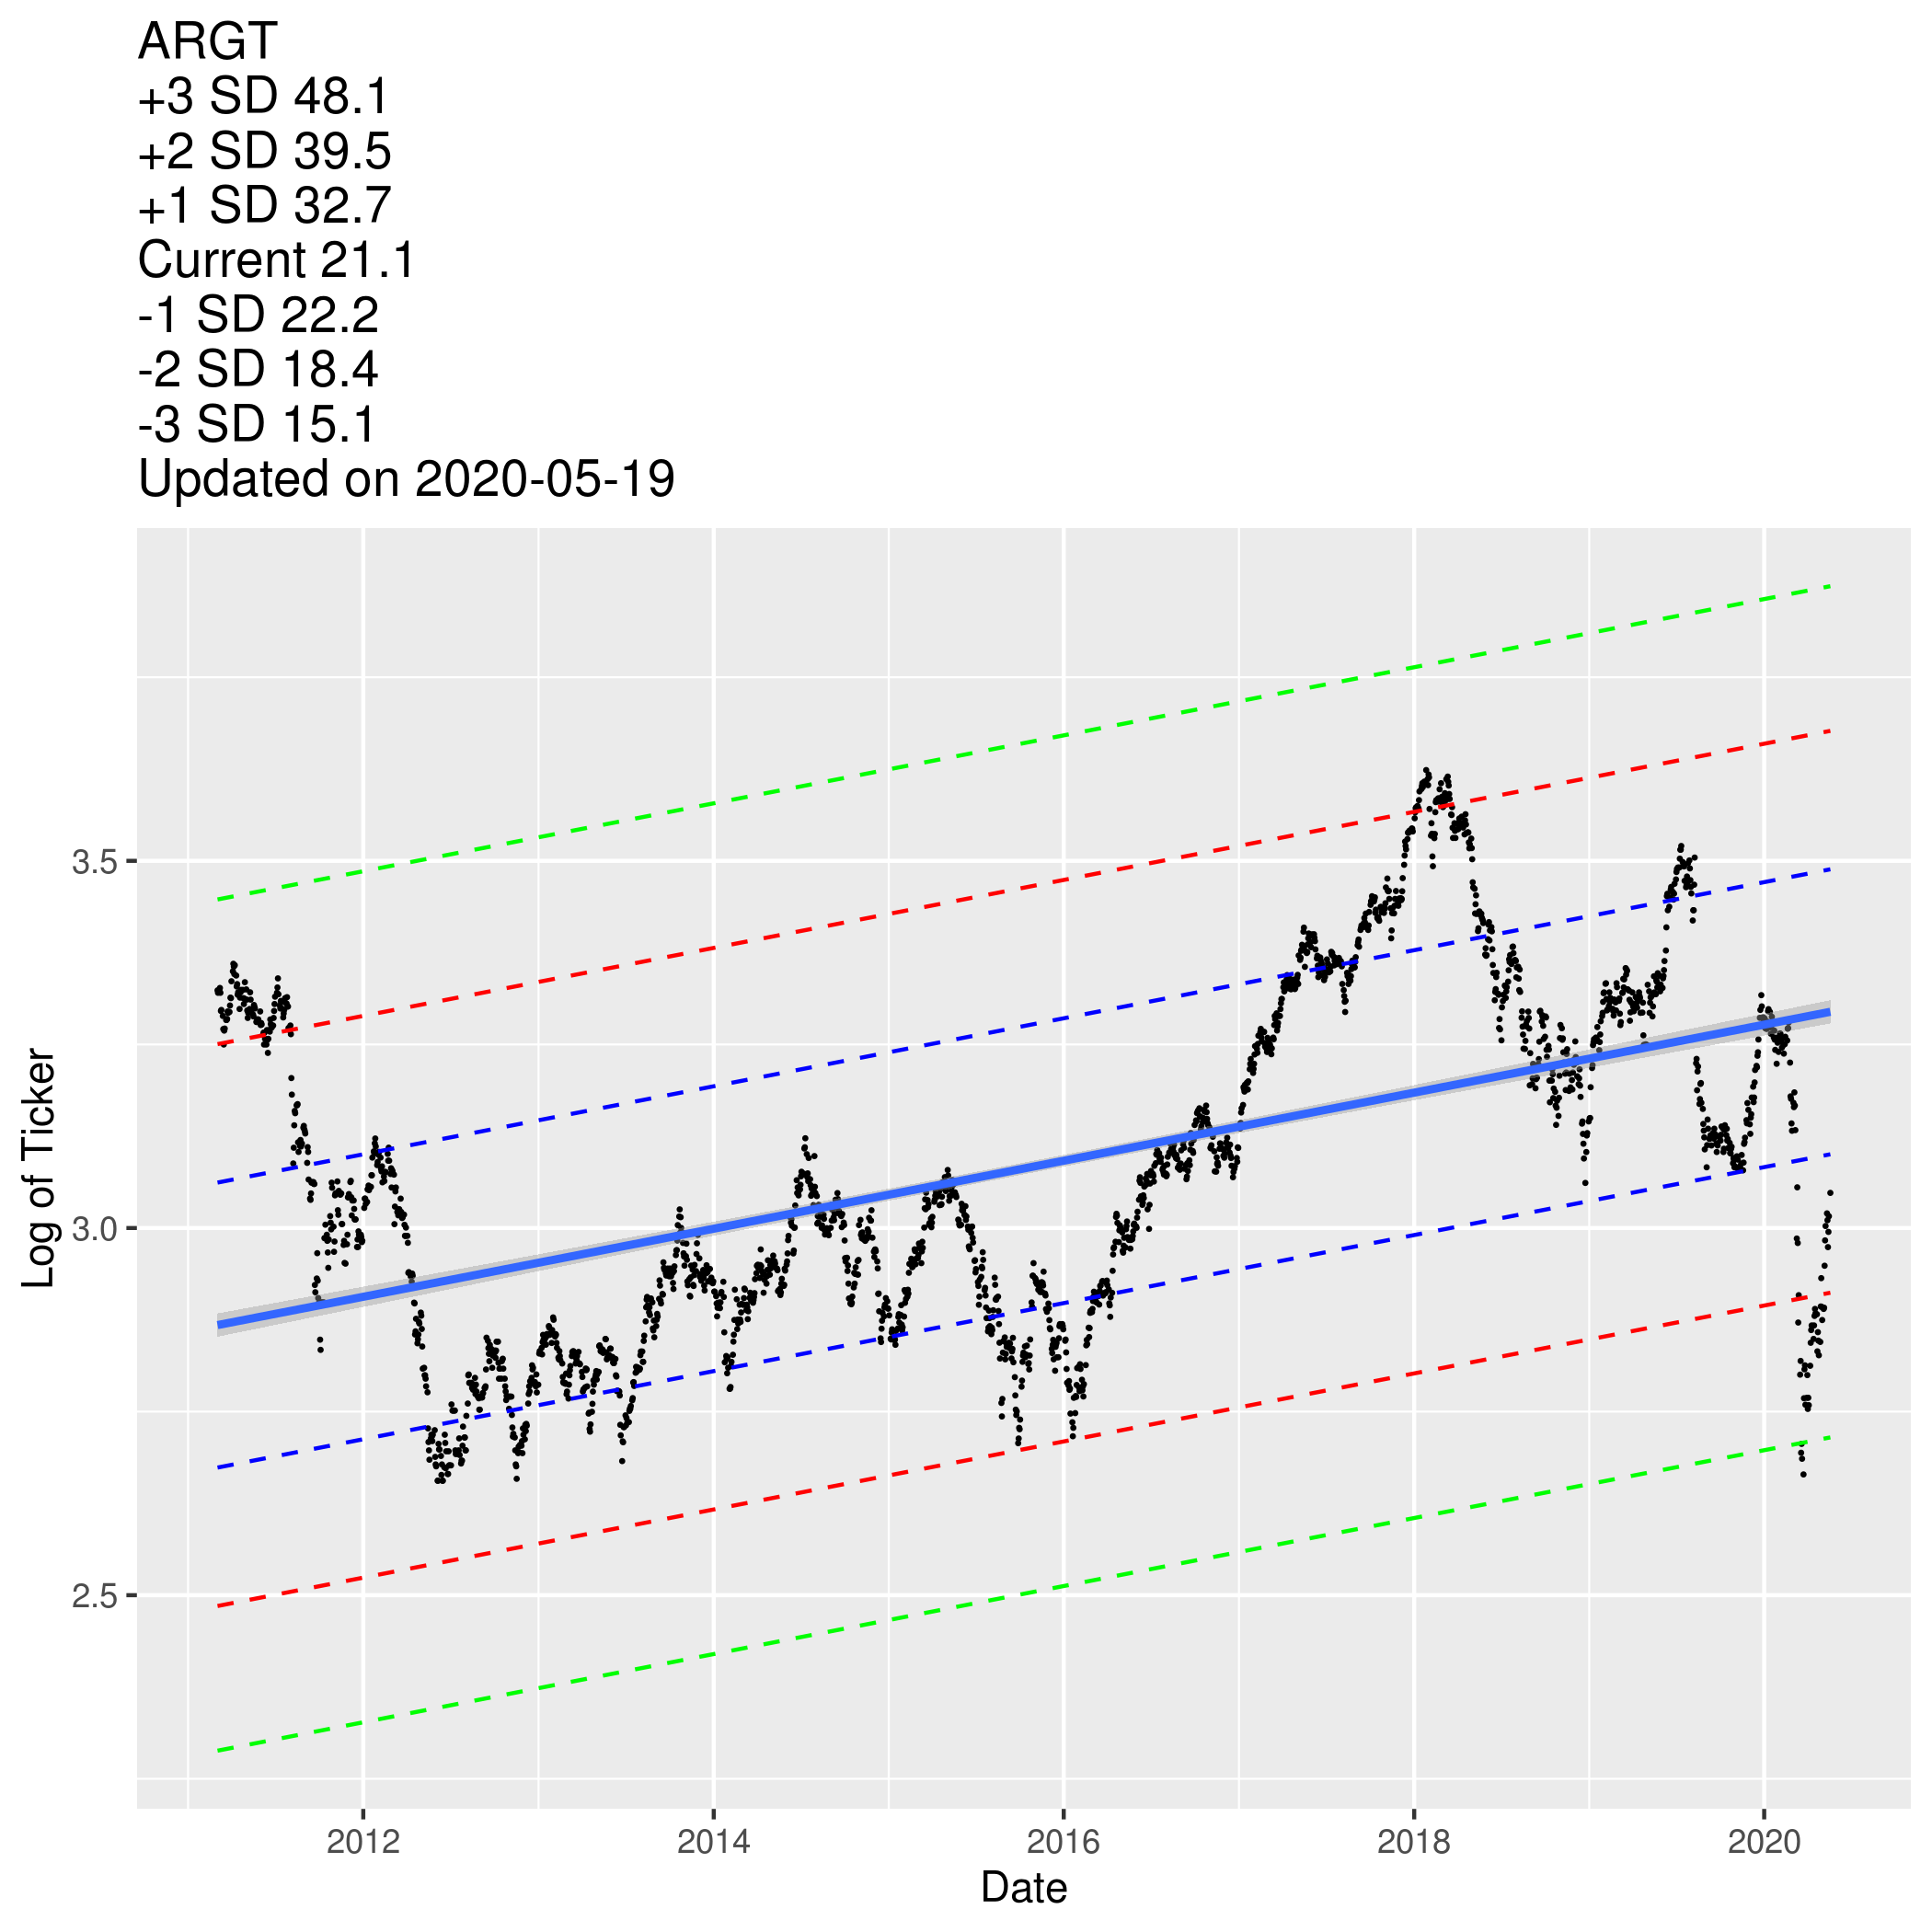 ARGT
+3 SD 48.1
+2 SD 39.5
+1 SD 32.7
Current 21.1
-1 SD 22.2
-2 SD 18.4
-3 SD 15.1
Updated on 2020-05-19
Log of Ticker
3.5
3.0
2.5
2012 2014 2016 2018 2020
Date